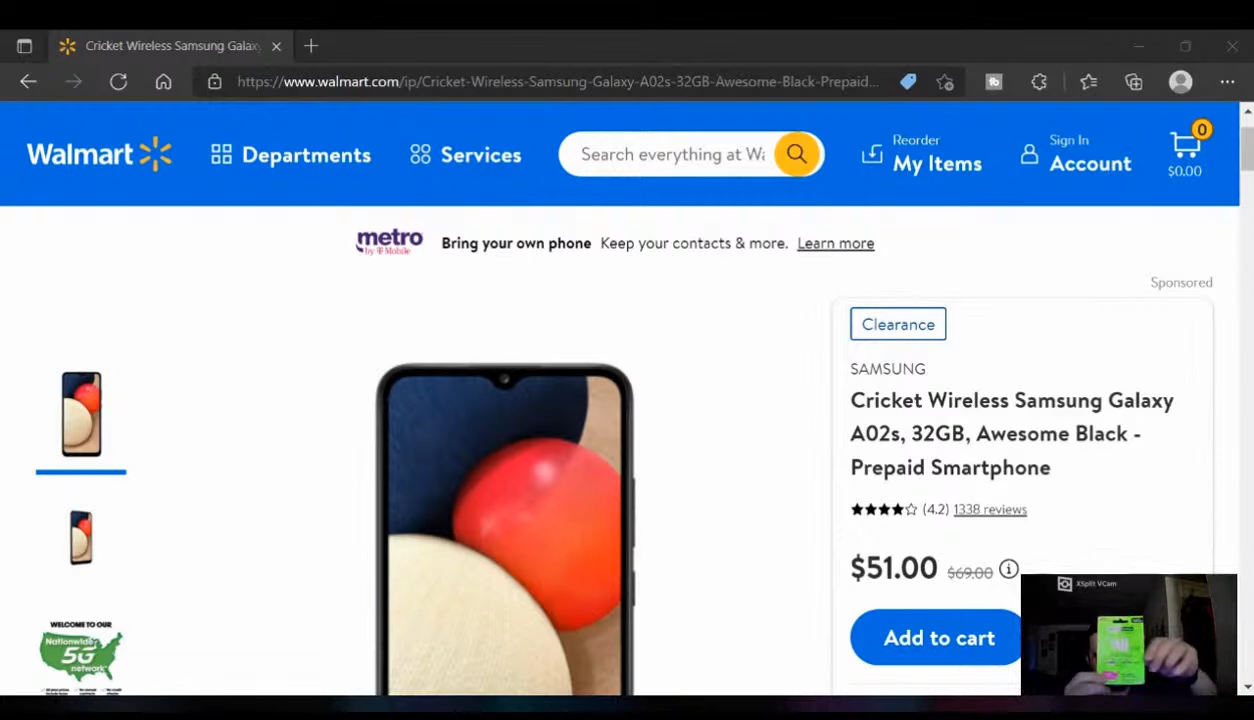 Cricket Wireless Samsung Galax
https://www.walmart.com/ip/Cricket-Wireless-Samsung-Galaxy-A02s-32GB-Awesome-Black-Prepaid...
Walmart
Departments
Services
Search everything at Wa
Reorder
My Items
Sign In
Account
0
$0.00
metro
by T Mobile
Bring your own phone Keep your contacts & more. Learn more
Sponsored
Clearance
SAMSUNG
Cricket Wireless Samsung Galaxy
A02s, 32GB, Awesome Black -
Prepaid Smartphone
(4.2) 1338 reviews
$51.00 $69.00
Add to cart
WELCOME TO OUR
Nationwide
5G
network
XSplit VCam